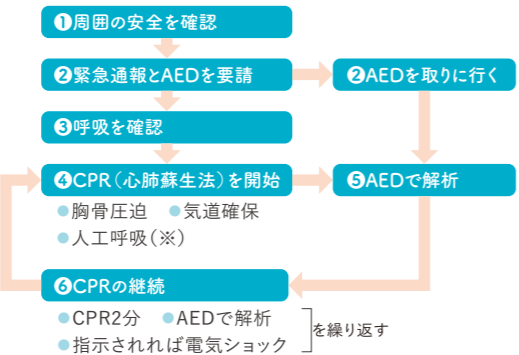 ❶周囲の安全を確認
❷緊急通報とAEDを要請
❷AEDを取りに行く
❸呼吸を確認
❹CPR（心肺蘇生法）を開始
❺AEDで解析
●胸骨圧迫 ●気道確保
●人工呼吸（※）
❻CPRの継続
●CPR2分 ●AEDで解析
●指示されれば電気ショック
を繰り返す